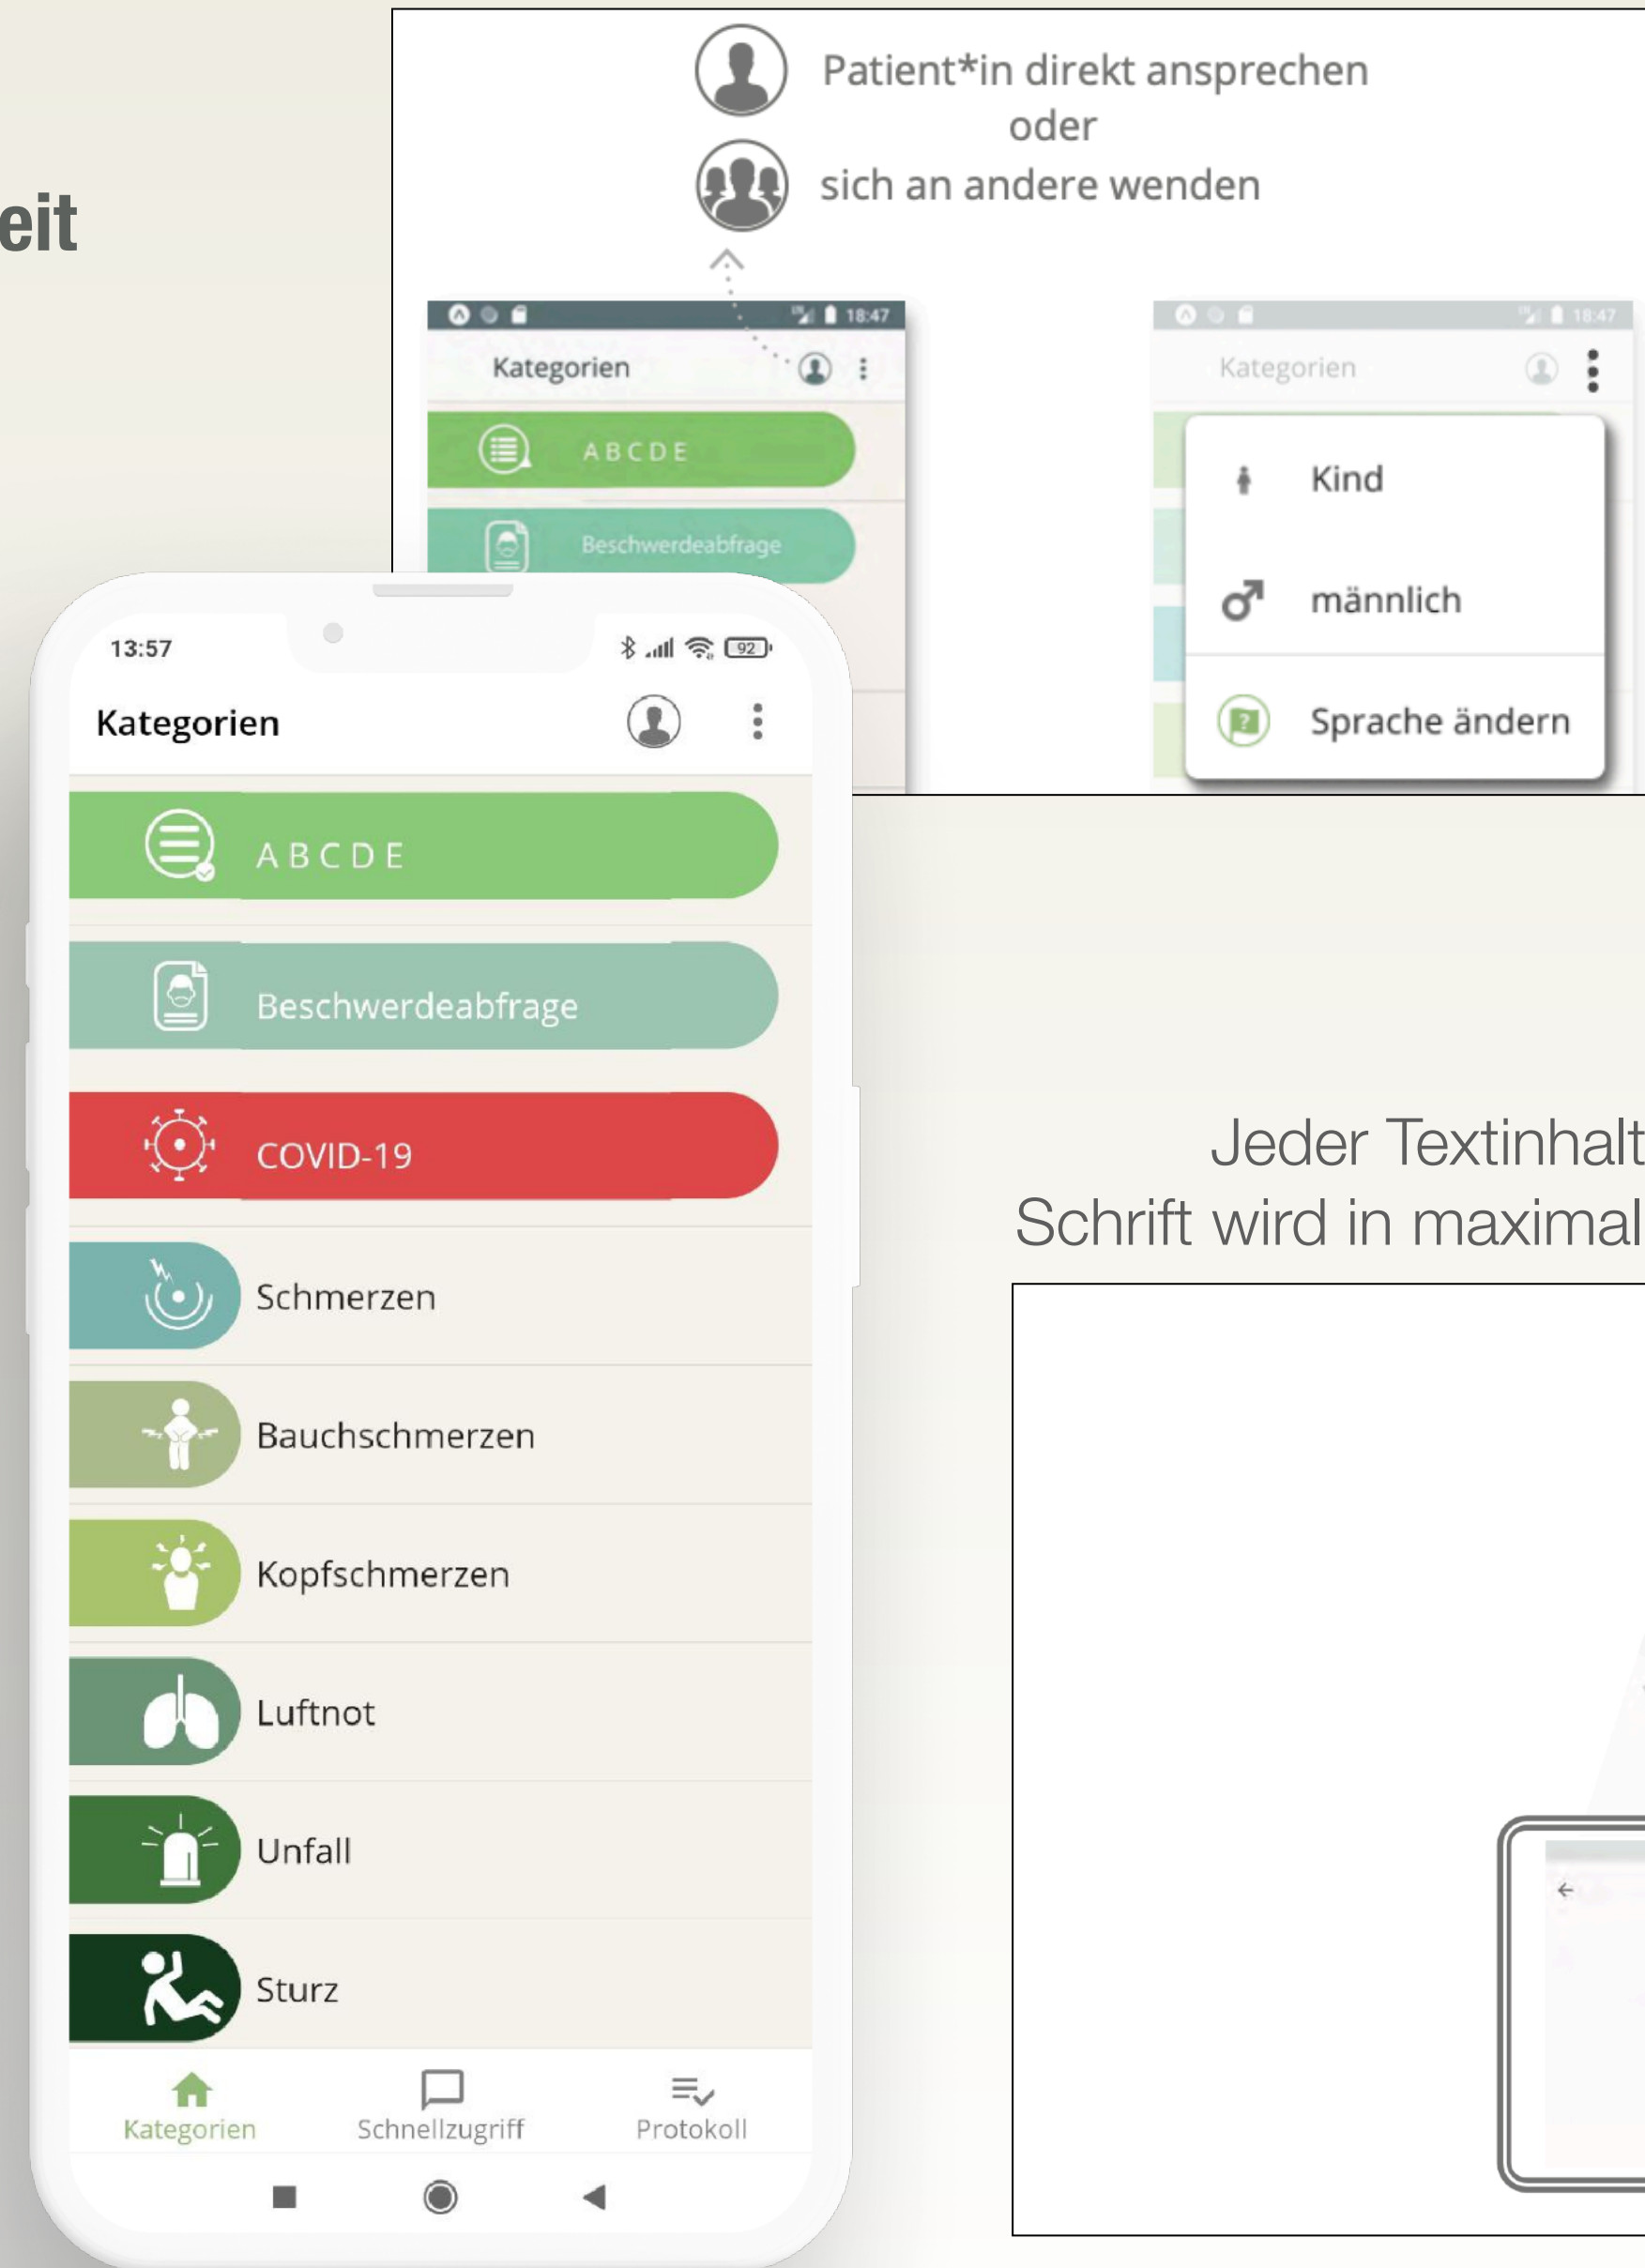 eit
Patient*in direkt ansprechen
oder
sich an andere wenden
18:47
Kategorien
A B C D E
Beschwerdeabfrage
18:47
Kategorien
Kind
männlich
Sprache ändern
13:57
92
Kategorien
A B C D E
Beschwerdeabfrage
COVID-19
Schmerzen
Bauchschmerzen
Kopfschmerzen
Luftnot
Unfall
Sturz
Kategorien
Schnellzugriff
Protokoll
Jeder Textinhalt
Schrift wird in maximal